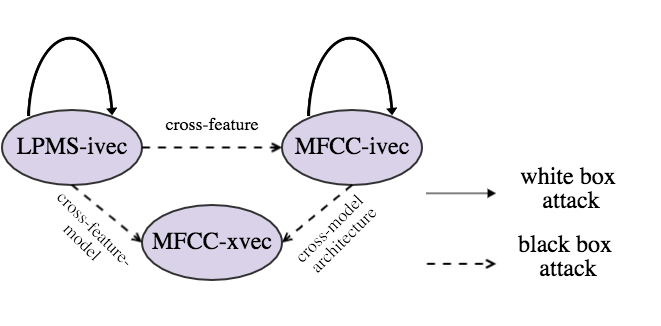 cross-feature
LPMS-ivec
MFCC-ivec
white box
attack
cross-feature-
model
MFCC-xvec
cross-model
architecture
black box
attack